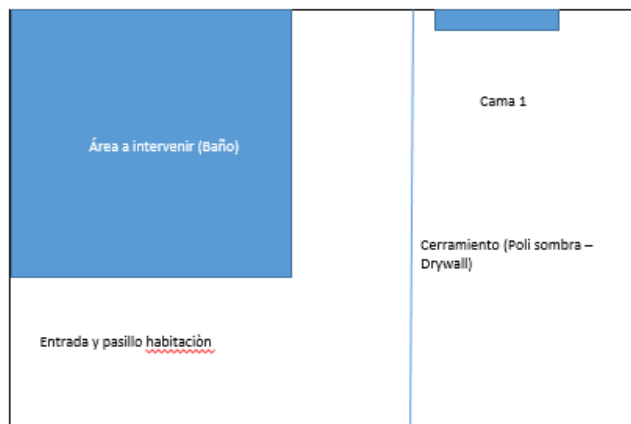 Cama 1
Área a intervenir (Baño)
Cerramiento (Poli sombra –
Drywall)
Entrada y pasillo habitaciòn